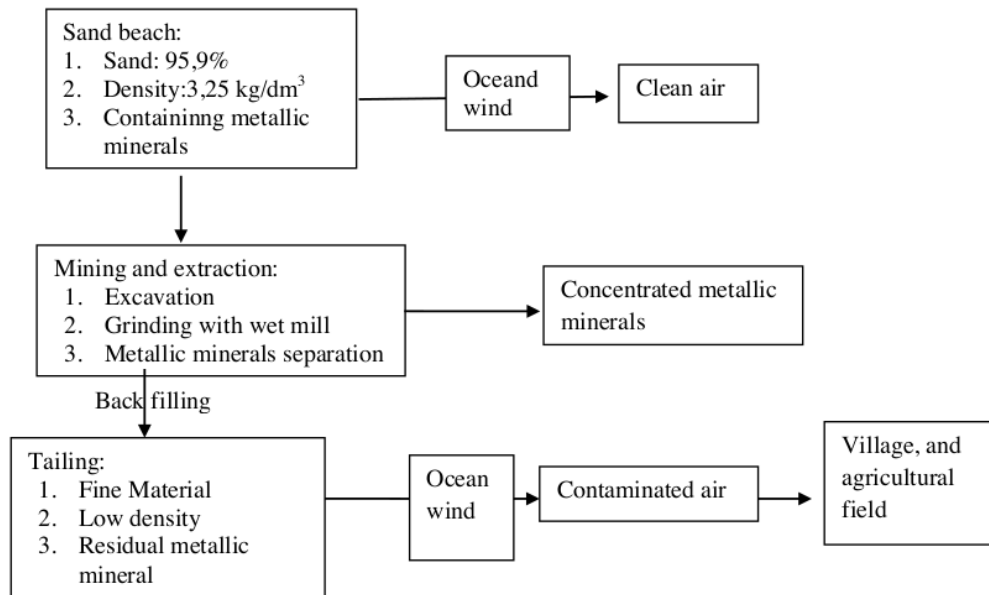 Sand beach:
1. Sand: 95,9%
2. Density:3,25 kg/dm³
3. Containinng metallic
minerals
Oceand
wind
Clean air
Mining and extraction:
1. Excavation
2. Grinding with wet mill
3. Metallic minerals separation
Concentrated metallic
minerals
Back filling
Tailing:
1. Fine Material
2. Low density
3. Residual metallic
mineral
Ocean
wind
Contaminated air
Village, and
agricultural
field